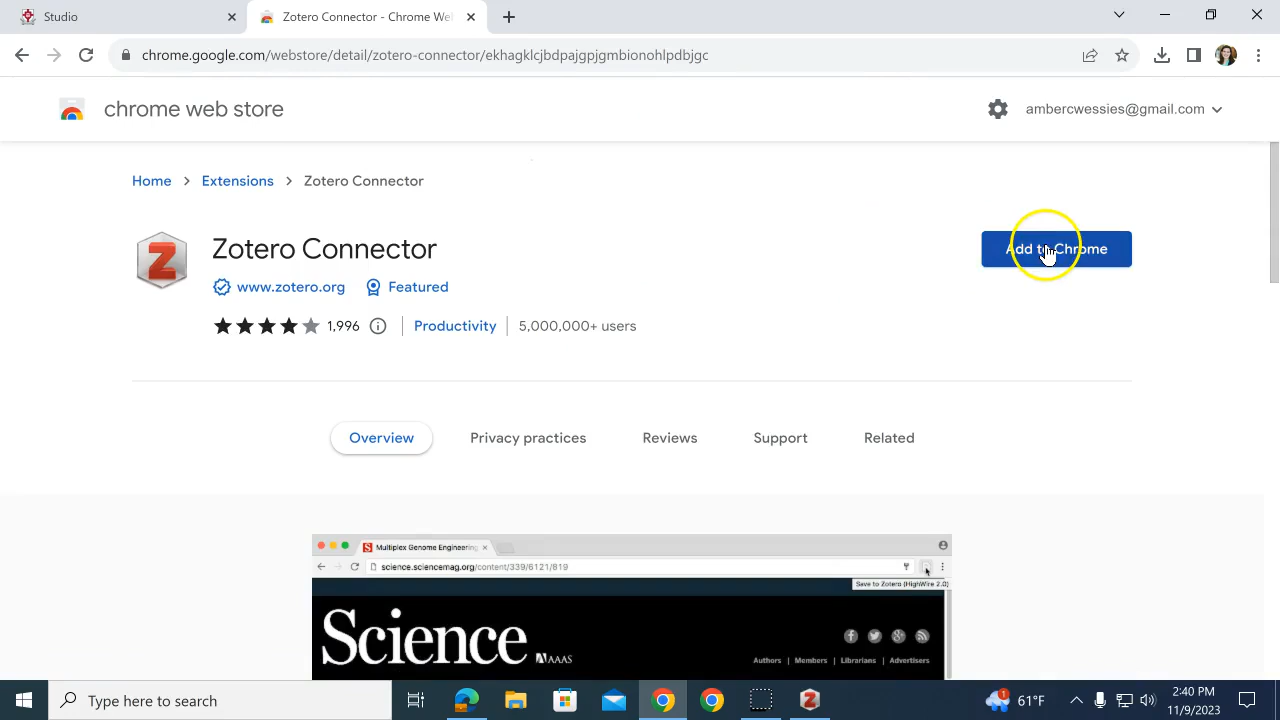 Studio
Zotero Connector - Chrome We
chrome.google.com/webstore/detail/zotero-connector/ekhagklcjbdpajgpjgmbionohlpdbjgc
chrome web store
ambercwessies@gmail.com
Home > Extensions > Zotero Connector
Z
Zotero Connector
Add to Chrome
www.zotero.org
Featured
1,996
Productivity
5,000,000+ users
Overview
Privacy practices
Reviews
Support
Related
Multiplex Genome Engineering
science.sciencemag.org/content/339/6121/819
Save to Zotero (HighWire 2.0)
Science
AAAS
Authors | Members | Librarians | Advertisers
Type here to search
1
61°F
2:40 PM
11/9/2023